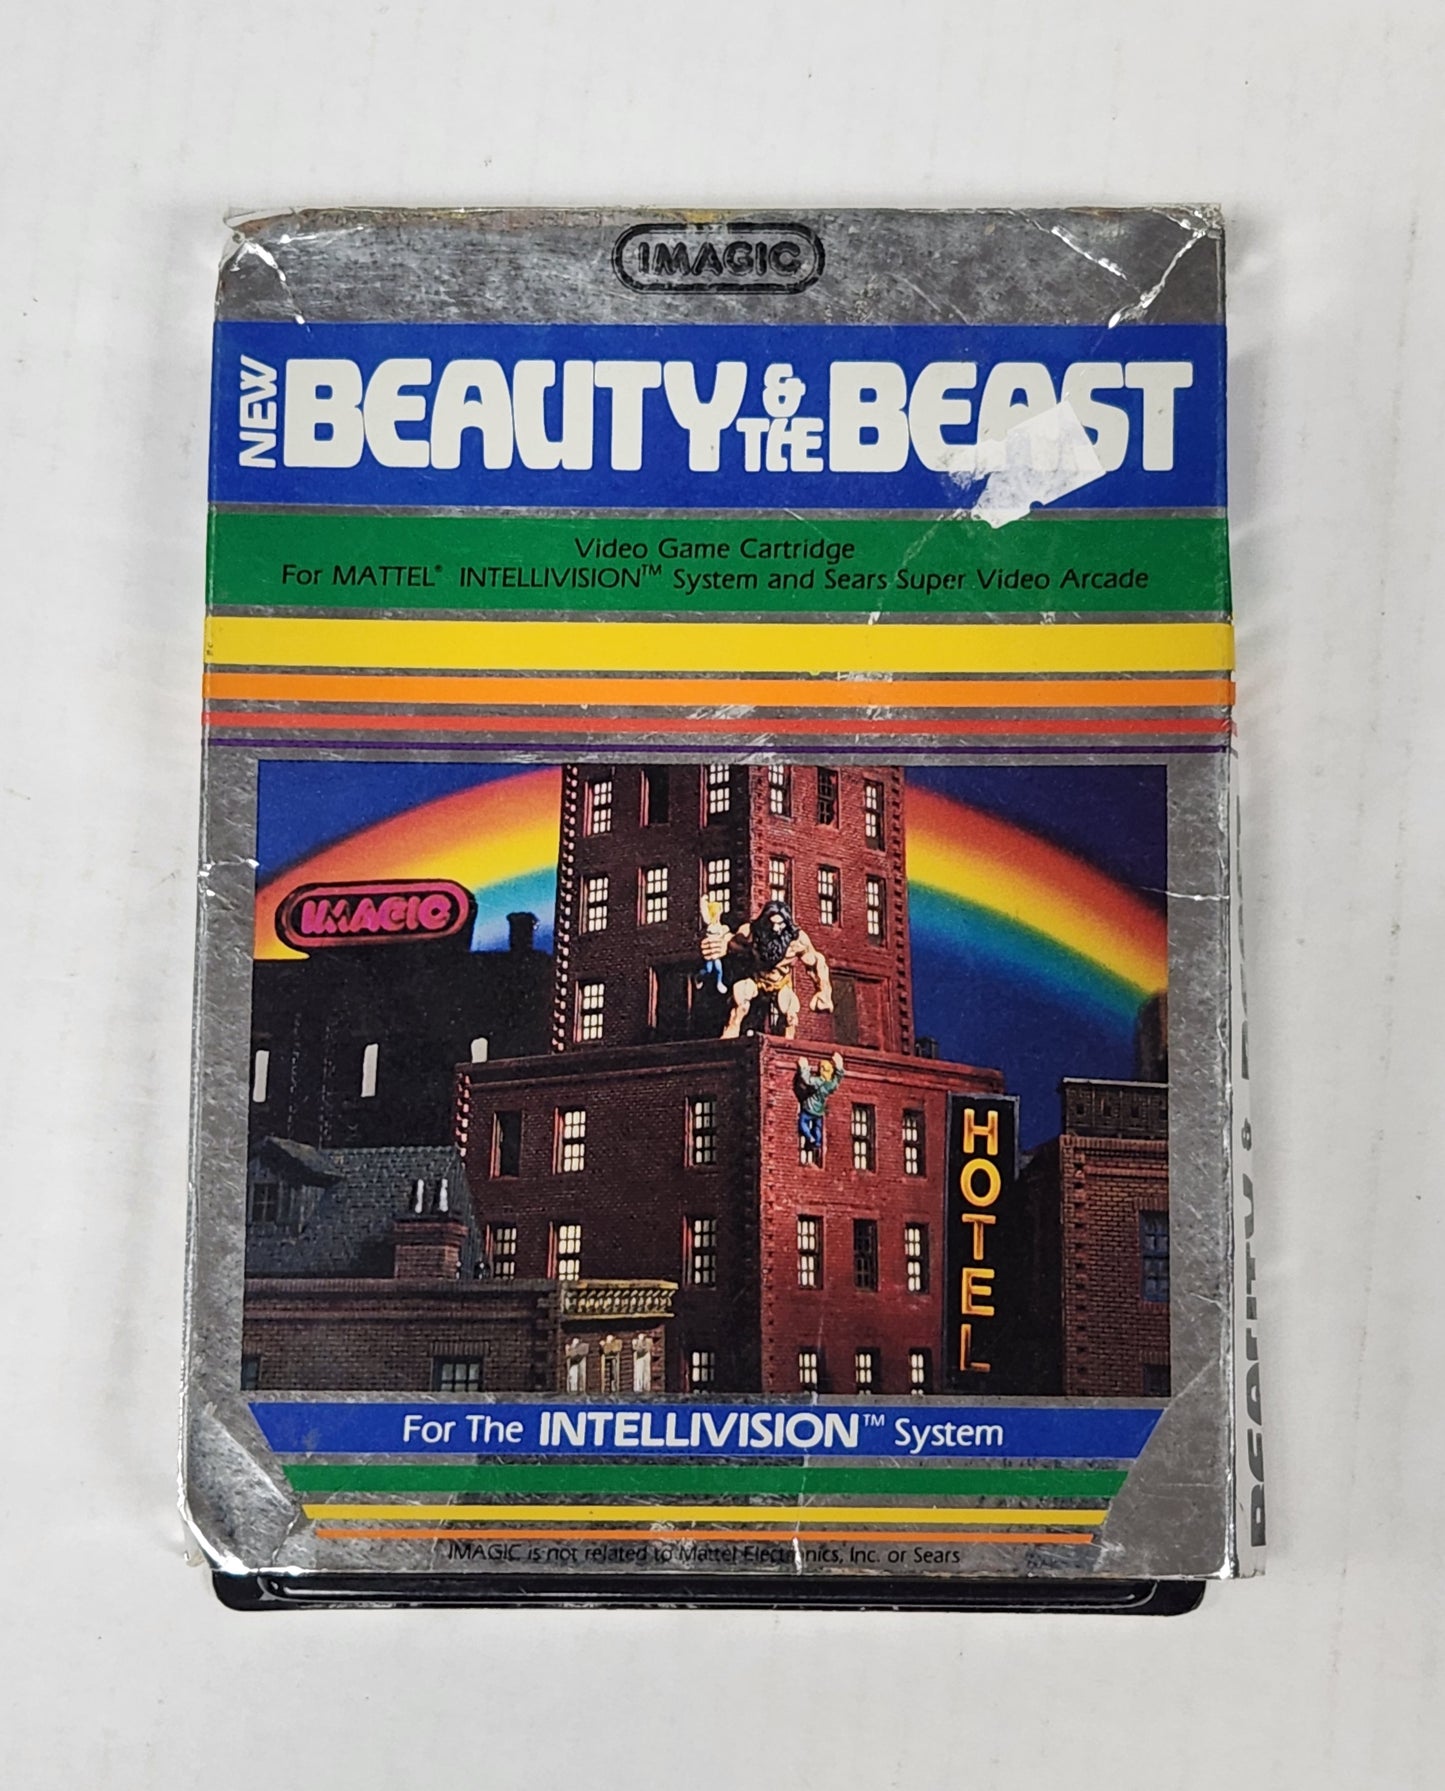 IMAGIC
NEW BEAUTY & THE BEAST
Video Game Cartridge
For MATTEL® INTELLIVISION™ System and Sears Super Video Arcade
IMAGIC
HOTEL
For The INTELLIVISION™ System
IMAGIC is not related to Mattel Electronics, Inc. or Sears
BEAUTY &